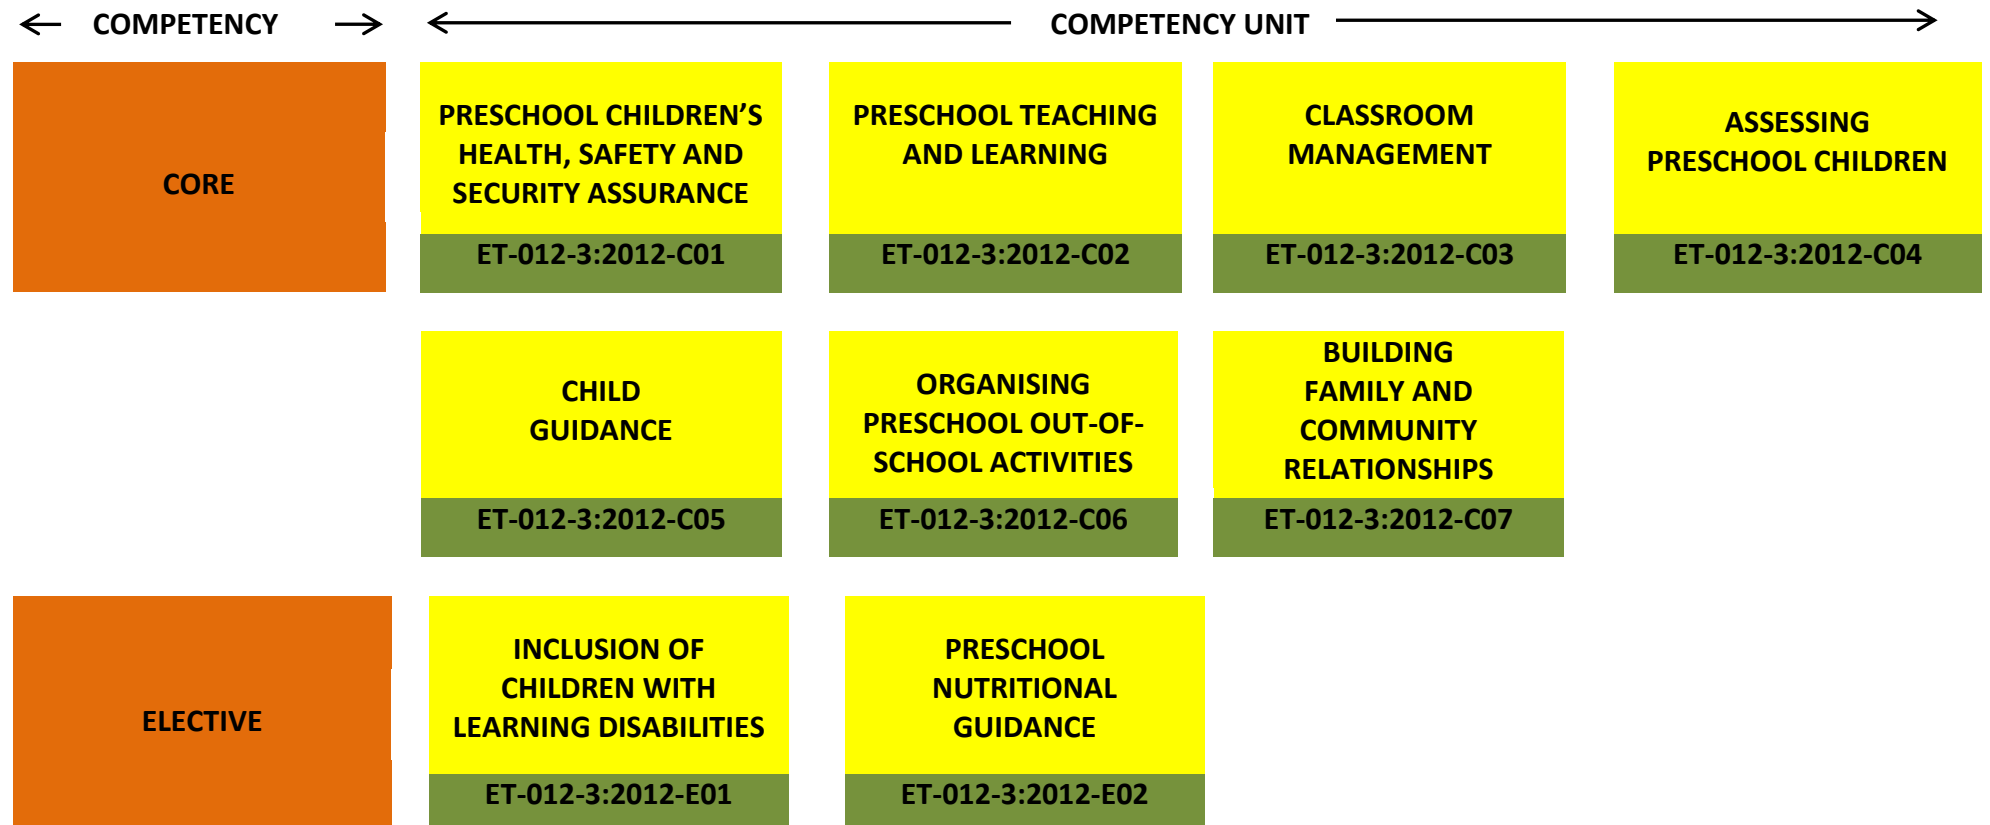 COMPETENCY
COMPETENCY UNIT
CORE
PRESCHOOL CHILDREN’S
HEALTH, SAFETY AND
SECURITY ASSURANCE
ET-012-3:2012-C01
PRESCHOOL TEACHING
AND LEARNING
ET-012-3:2012-C02
CLASSROOM
MANAGEMENT
ET-012-3:2012-C03
ASSESSING
PRESCHOOL CHILDREN
ET-012-3:2012-C04
CHILD
GUIDANCE
ET-012-3:2012-C05
ORGANISING
PRESCHOOL OUT-OF-
SCHOOL ACTIVITIES
ET-012-3:2012-C06
BUILDING
FAMILY AND
COMMUNITY
RELATIONSHIPS
ET-012-3:2012-C07
ELECTIVE
INCLUSION OF
CHILDREN WITH
LEARNING DISABILITIES
ET-012-3:2012-E01
PRESCHOOL
NUTRITIONAL
GUIDANCE
ET-012-3:2012-E02